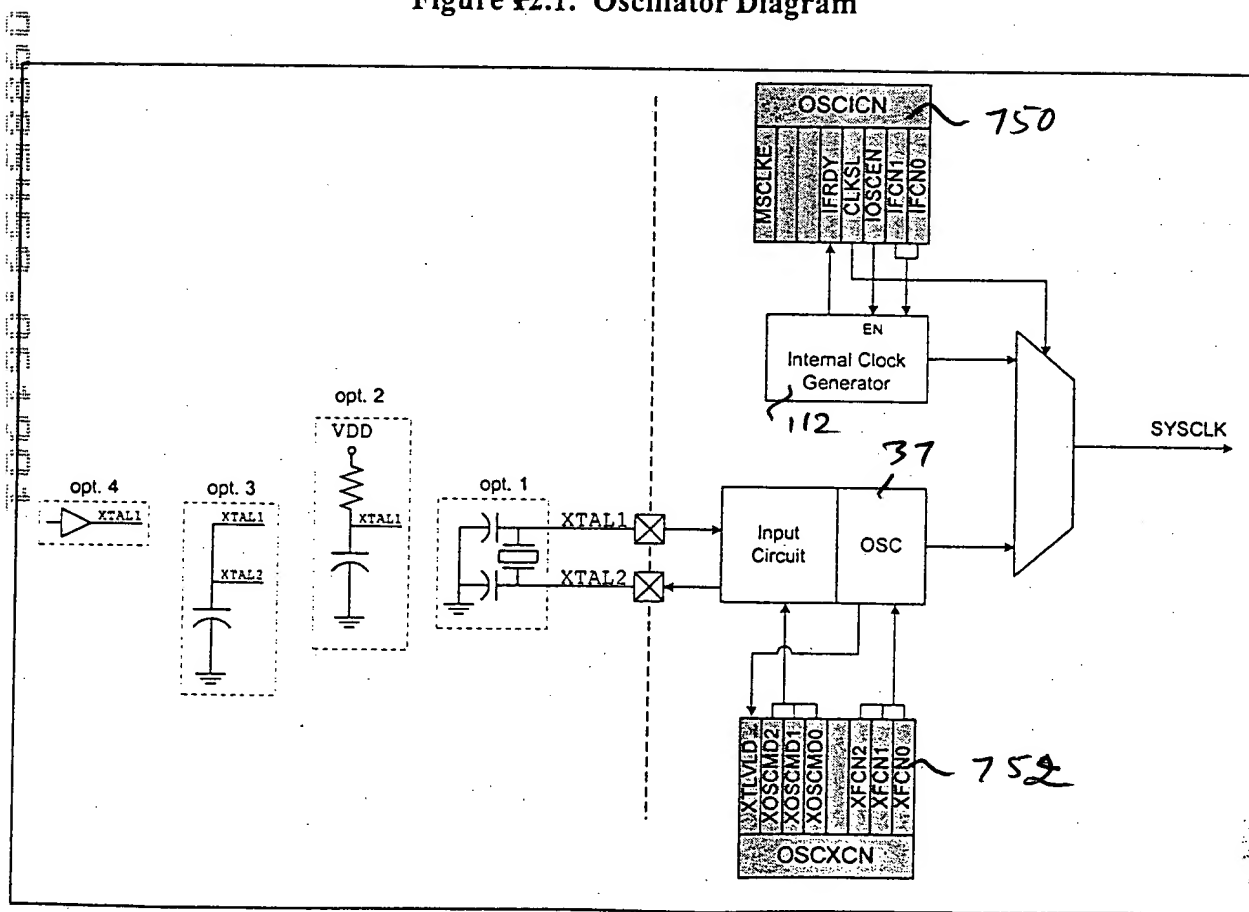 Figure 12.1. Oscillator Diagram
OSCICN
750
MSCLKE
IFRDY
CLKSL
IOSCEN
IFCN1
IFCN0
EN
Internal Clock
Generator
112
opt. 2
VDD
XTAL1
opt. 4
XTAL1
opt. 3
XTAL1
XTAL2
opt. 1
XTAL1
XTAL2
37
Input
Circuit
OSC
SYSCLK
XTLVLD
XOSCMD2
XOSCMD1
XOSCMD0
XFCN2
XFCN1
XFCN0
752
OSCXCN